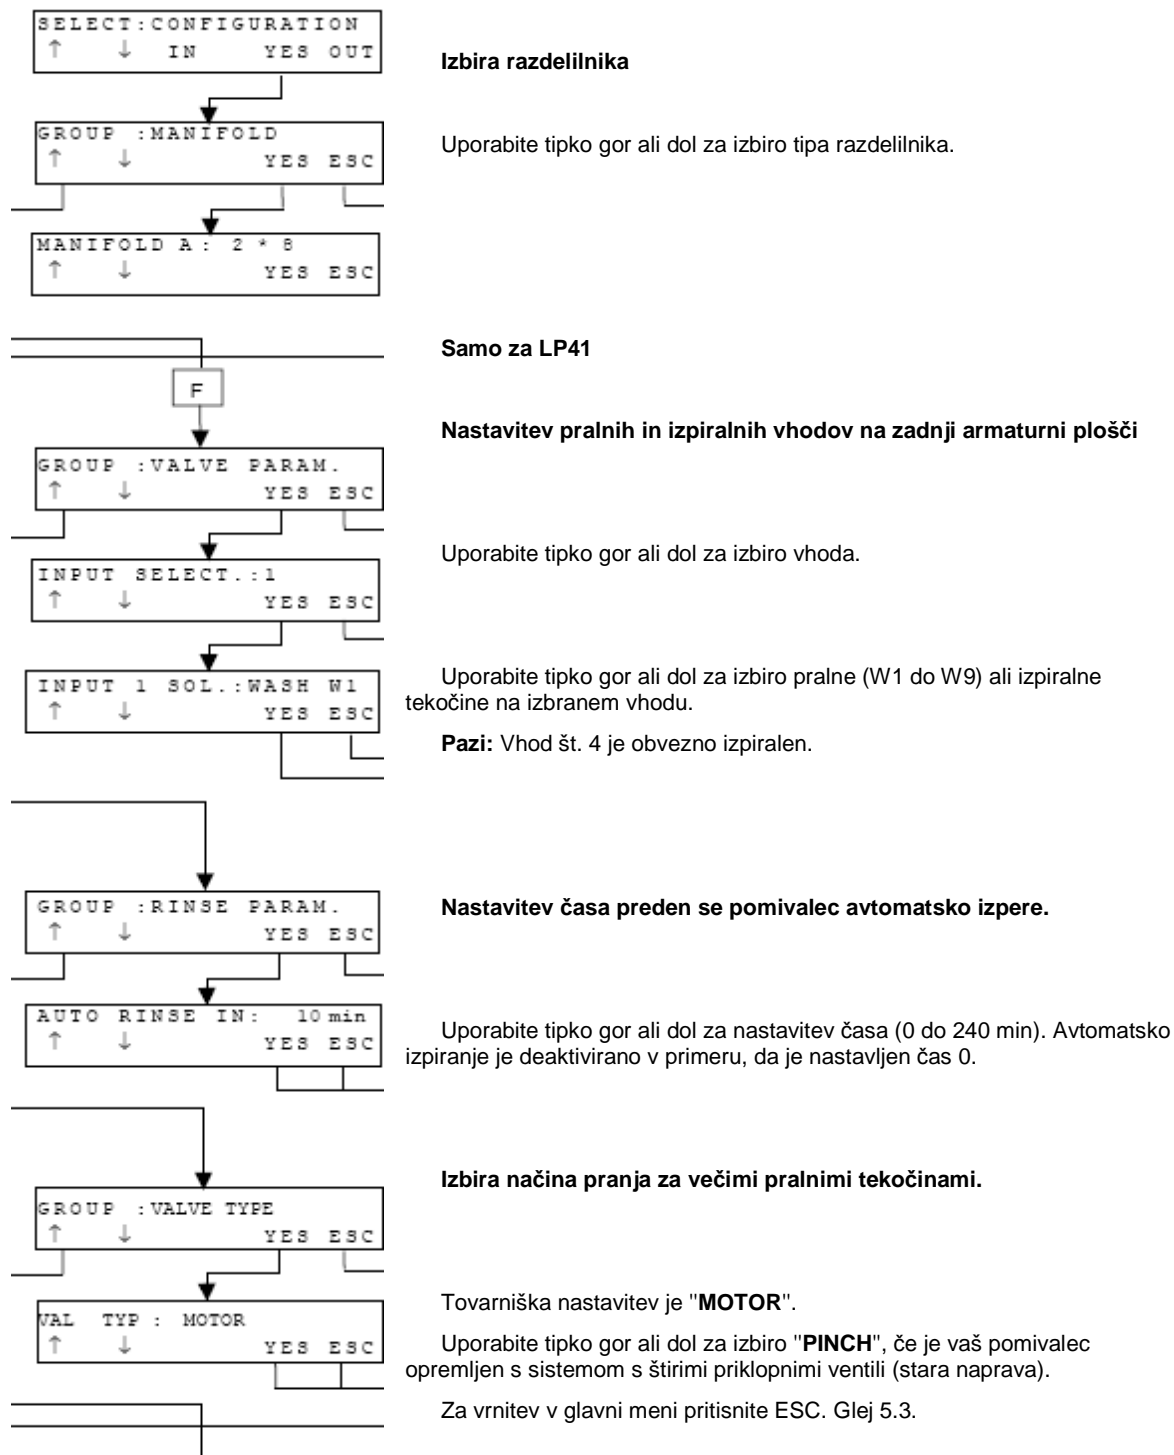 SELECT:CONFIGURATION
↑ ↓ IN YES OUT
Izbira razdelilnika
GROUP :MANIFOLD
↑ ↓ YES ESC
Uporabite tipko gor ali dol za izbiro tipa razdelilnika.
MANIFOLD A: 2 * 8
↑ ↓ YES ESC
Samo za LP41
F
Nastavitev pralnih in izpiralnih vhodov na zadnji armaturni plošči
GROUP :VALVE PARAM.
↑ ↓ YES ESC
Uporabite tipko gor ali dol za izbiro vhoda.
INPUT SELECT.:1
↑ ↓ YES ESC
INPUT 1 SOL.:WASH W1
↑ ↓ YES ESC
Uporabite tipko gor ali dol za izbiro pralne (W1 do W9) ali izpiralne
tekočine na izbranem vhodu.
Pazi: Vhod št. 4 je obvezno izpiralen.
GROUP :RINSE PARAM.
↑ ↓ YES ESC
Nastavitev časa preden se pomivalec avtomatsko izpere.
AUTO RINSE IN: 10 min
↑ ↓ YES ESC
Uporabite tipko gor ali dol za nastavitev časa (0 do 240 min). Avtomatsko
izpiranje je deaktivirano v primeru, da je nastavljen čas 0.
Izbira načina pranja za večimi pralnimi tekočinami.
GROUP :VALVE TYPE
↑ ↓ YES ESC
VAL TYP : MOTOR
↑ ↓ YES ESC
Tovarniška nastavitev je "MOTOR".
Uporabite tipko gor ali dol za izbiro "PINCH", če je vaš pomivalec
opremljen s sistemom s štirimi priklopnimi ventili (stara naprava).
Za vrnitev v glavni meni pritisnite ESC. Glej 5.3.